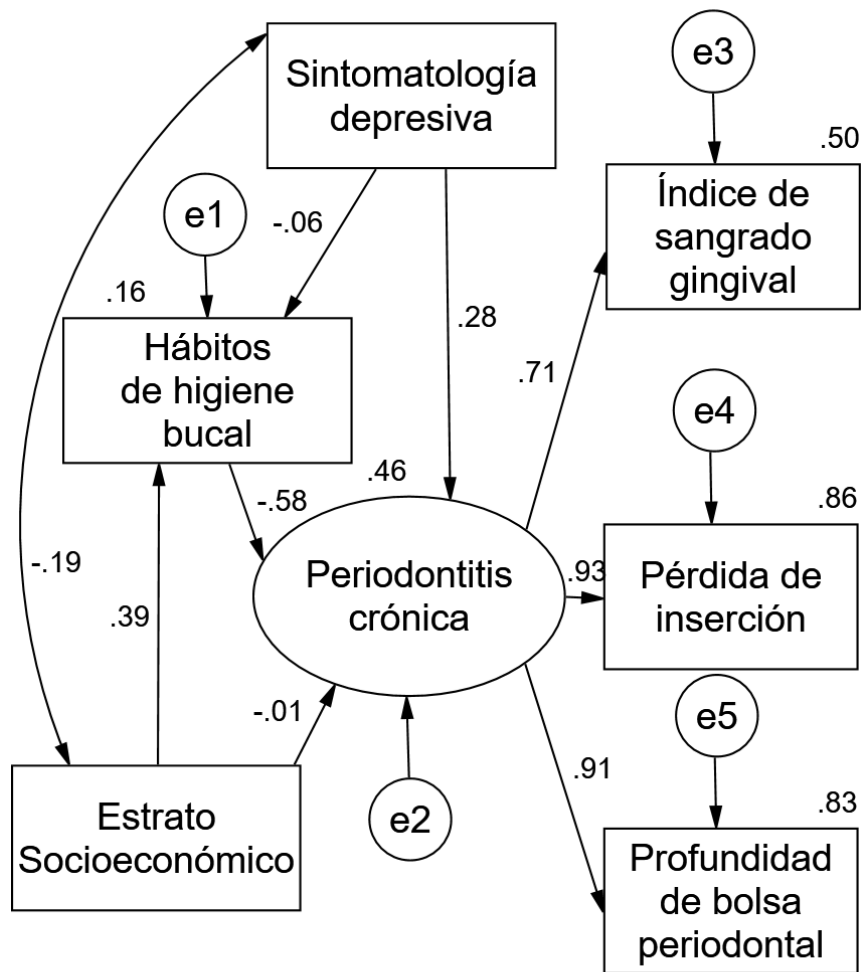 Sintomatología
depresiva
e3
.50
Índice de
sangrado
gingival
e1
-.06
.16
Hábitos
de higiene
bucal
.28
.71
e4
.86
Pérdida de
inserción
.46
-.58
Periodontitis
crónica
.93
-.19
.39
-.01
e5
.91
.83
Profundidad
de bolsa
periodontal
e2
Estrato
Socioeconómico